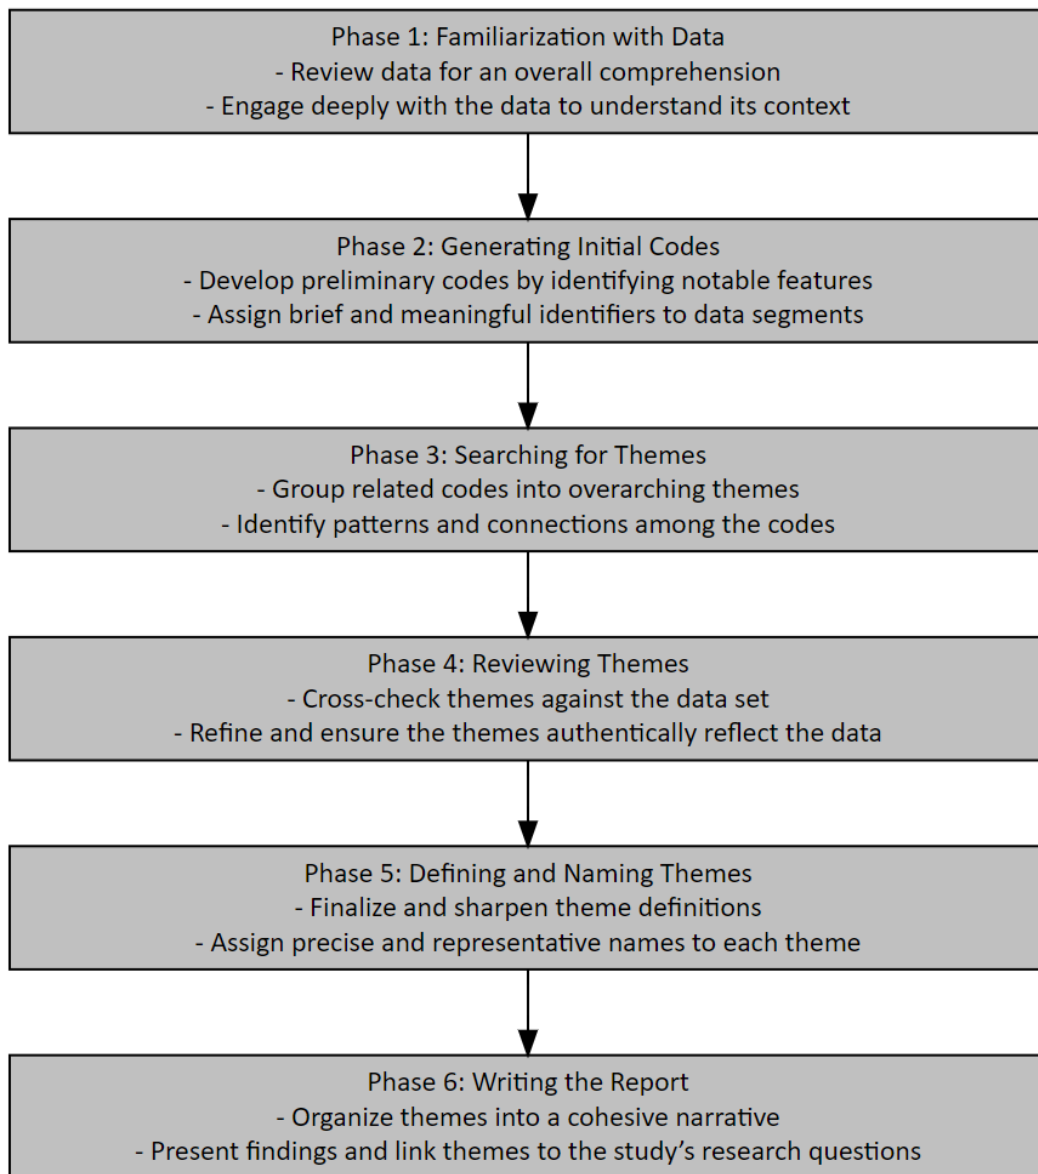 Phase 1: Familiarization with Data
- Review data for an overall comprehension
- Engage deeply with the data to understand its context
Phase 2: Generating Initial Codes
- Develop preliminary codes by identifying notable features
- Assign brief and meaningful identifiers to data segments
Phase 3: Searching for Themes
- Group related codes into overarching themes
- Identify patterns and connections among the codes
Phase 4: Reviewing Themes
- Cross-check themes against the data set
- Refine and ensure the themes authentically reflect the data
Phase 5: Defining and Naming Themes
- Finalize and sharpen theme definitions
- Assign precise and representative names to each theme
Phase 6: Writing the Report
- Organize themes into a cohesive narrative
- Present findings and link themes to the study’s research questions